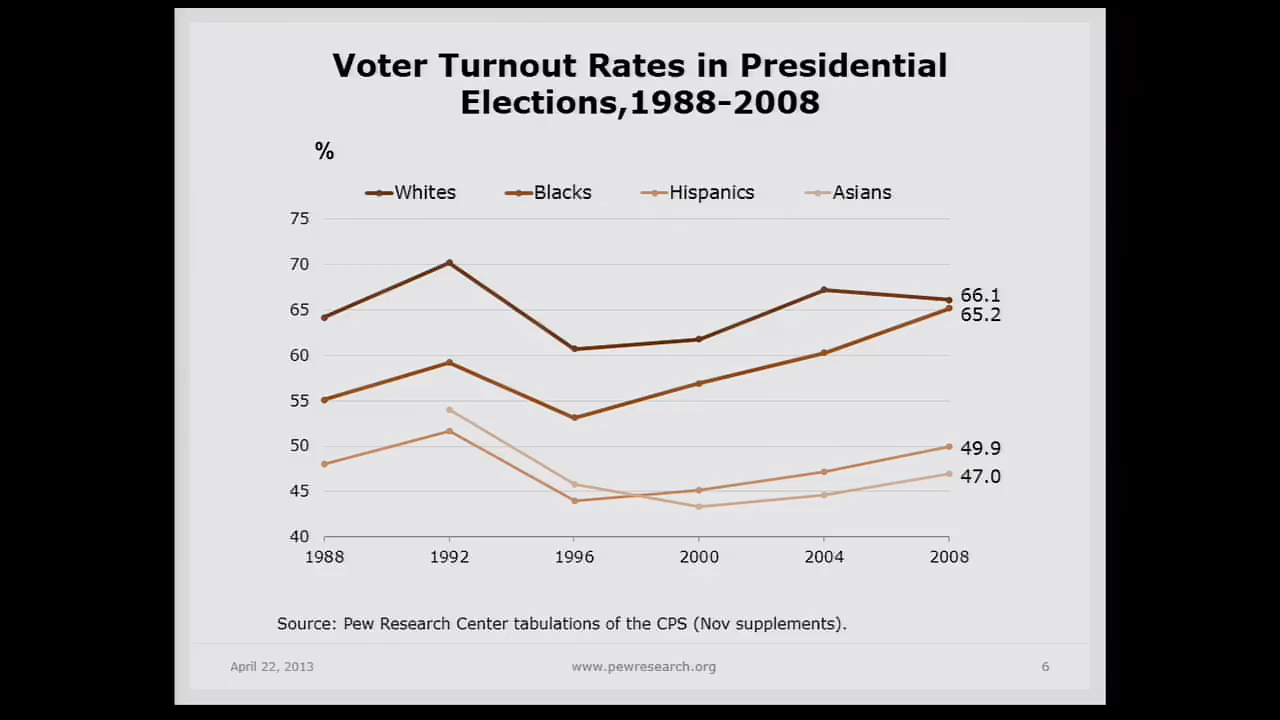 Voter Turnout Rates in Presidential
Elections,1988-2008
%
Whites Blacks Hispanics Asians
75
70
65
60
55
50
45
40
66.1
65.2
49.9
47.0
1988 1992 1996 2000 2004 2008
Source: Pew Research Center tabulations of the CPS (Nov supplements).
April 22, 2013 www.pewresearch.org 6